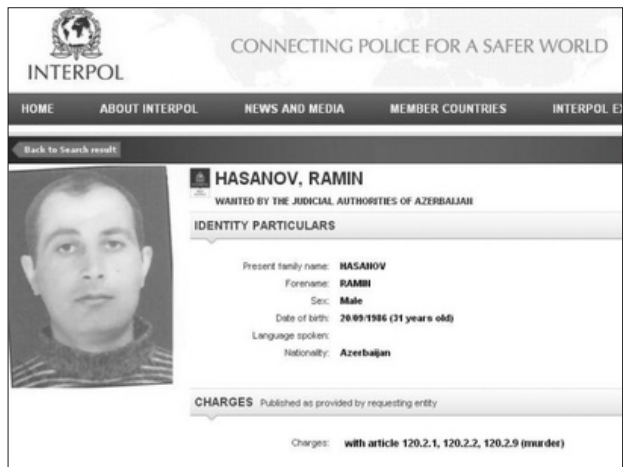 INTERPOL
CONNECTING POLICE FOR A SAFER WORLD
HOME ABOUT INTERPOL NEWS AND MEDIA MEMBER COUNTRIES INTERPOL E
Back to Search result
HASANOV, RAMIN
WANTED BY THE JUDICIAL AUTHORITIES OF AZERBAIJAN
IDENTITY PARTICULARS
Present family name: HASANOV
Forename: RAMIN
Sex: Male
Date of birth: 20/09/1986 (31 years old)
Language spoken:
Nationality: Azerbaijan
CHARGES Published as provided by requesting entity
Charges: with article 120.2.1, 120.2.2, 120.2.9 (murder)